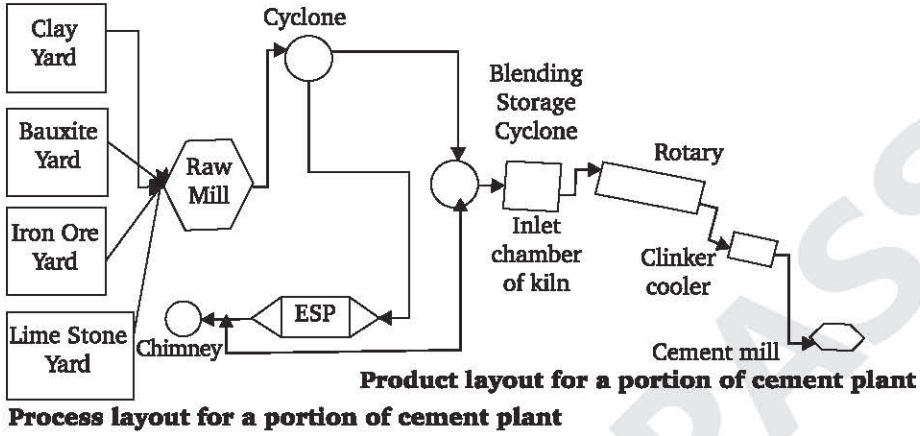 Clay
Yard
Bauxite
Yard
Iron Ore
Yard
Lime Stone
Yard
Raw
Mill
Cyclone
Chimney
ESP
Blending
Storage
Cyclone
Inlet
chamber
of kiln
Rotary
Clinker
cooler
Cement mill
Product layout for a portion of cement plant
Process layout for a portion of cement plant
PASS